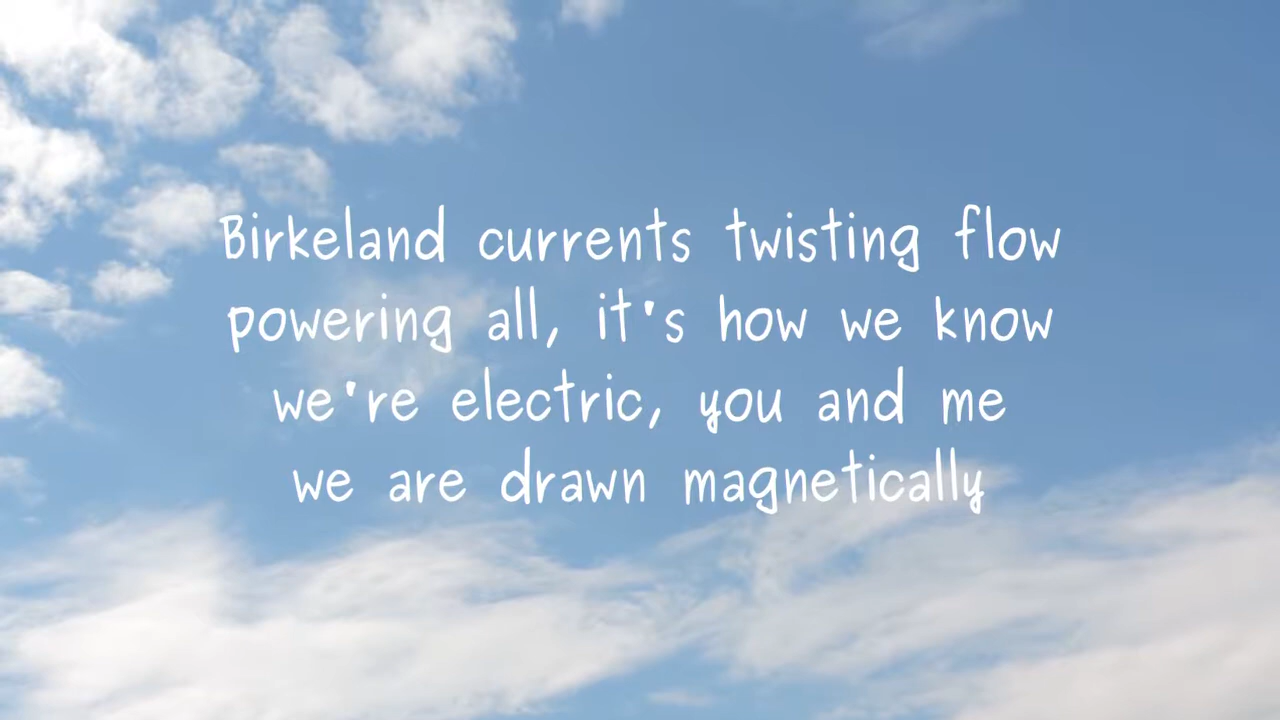 Birkeland currents twisting flow
powering all, it's how we know
we're electric, you and me
we are drawn magnetically